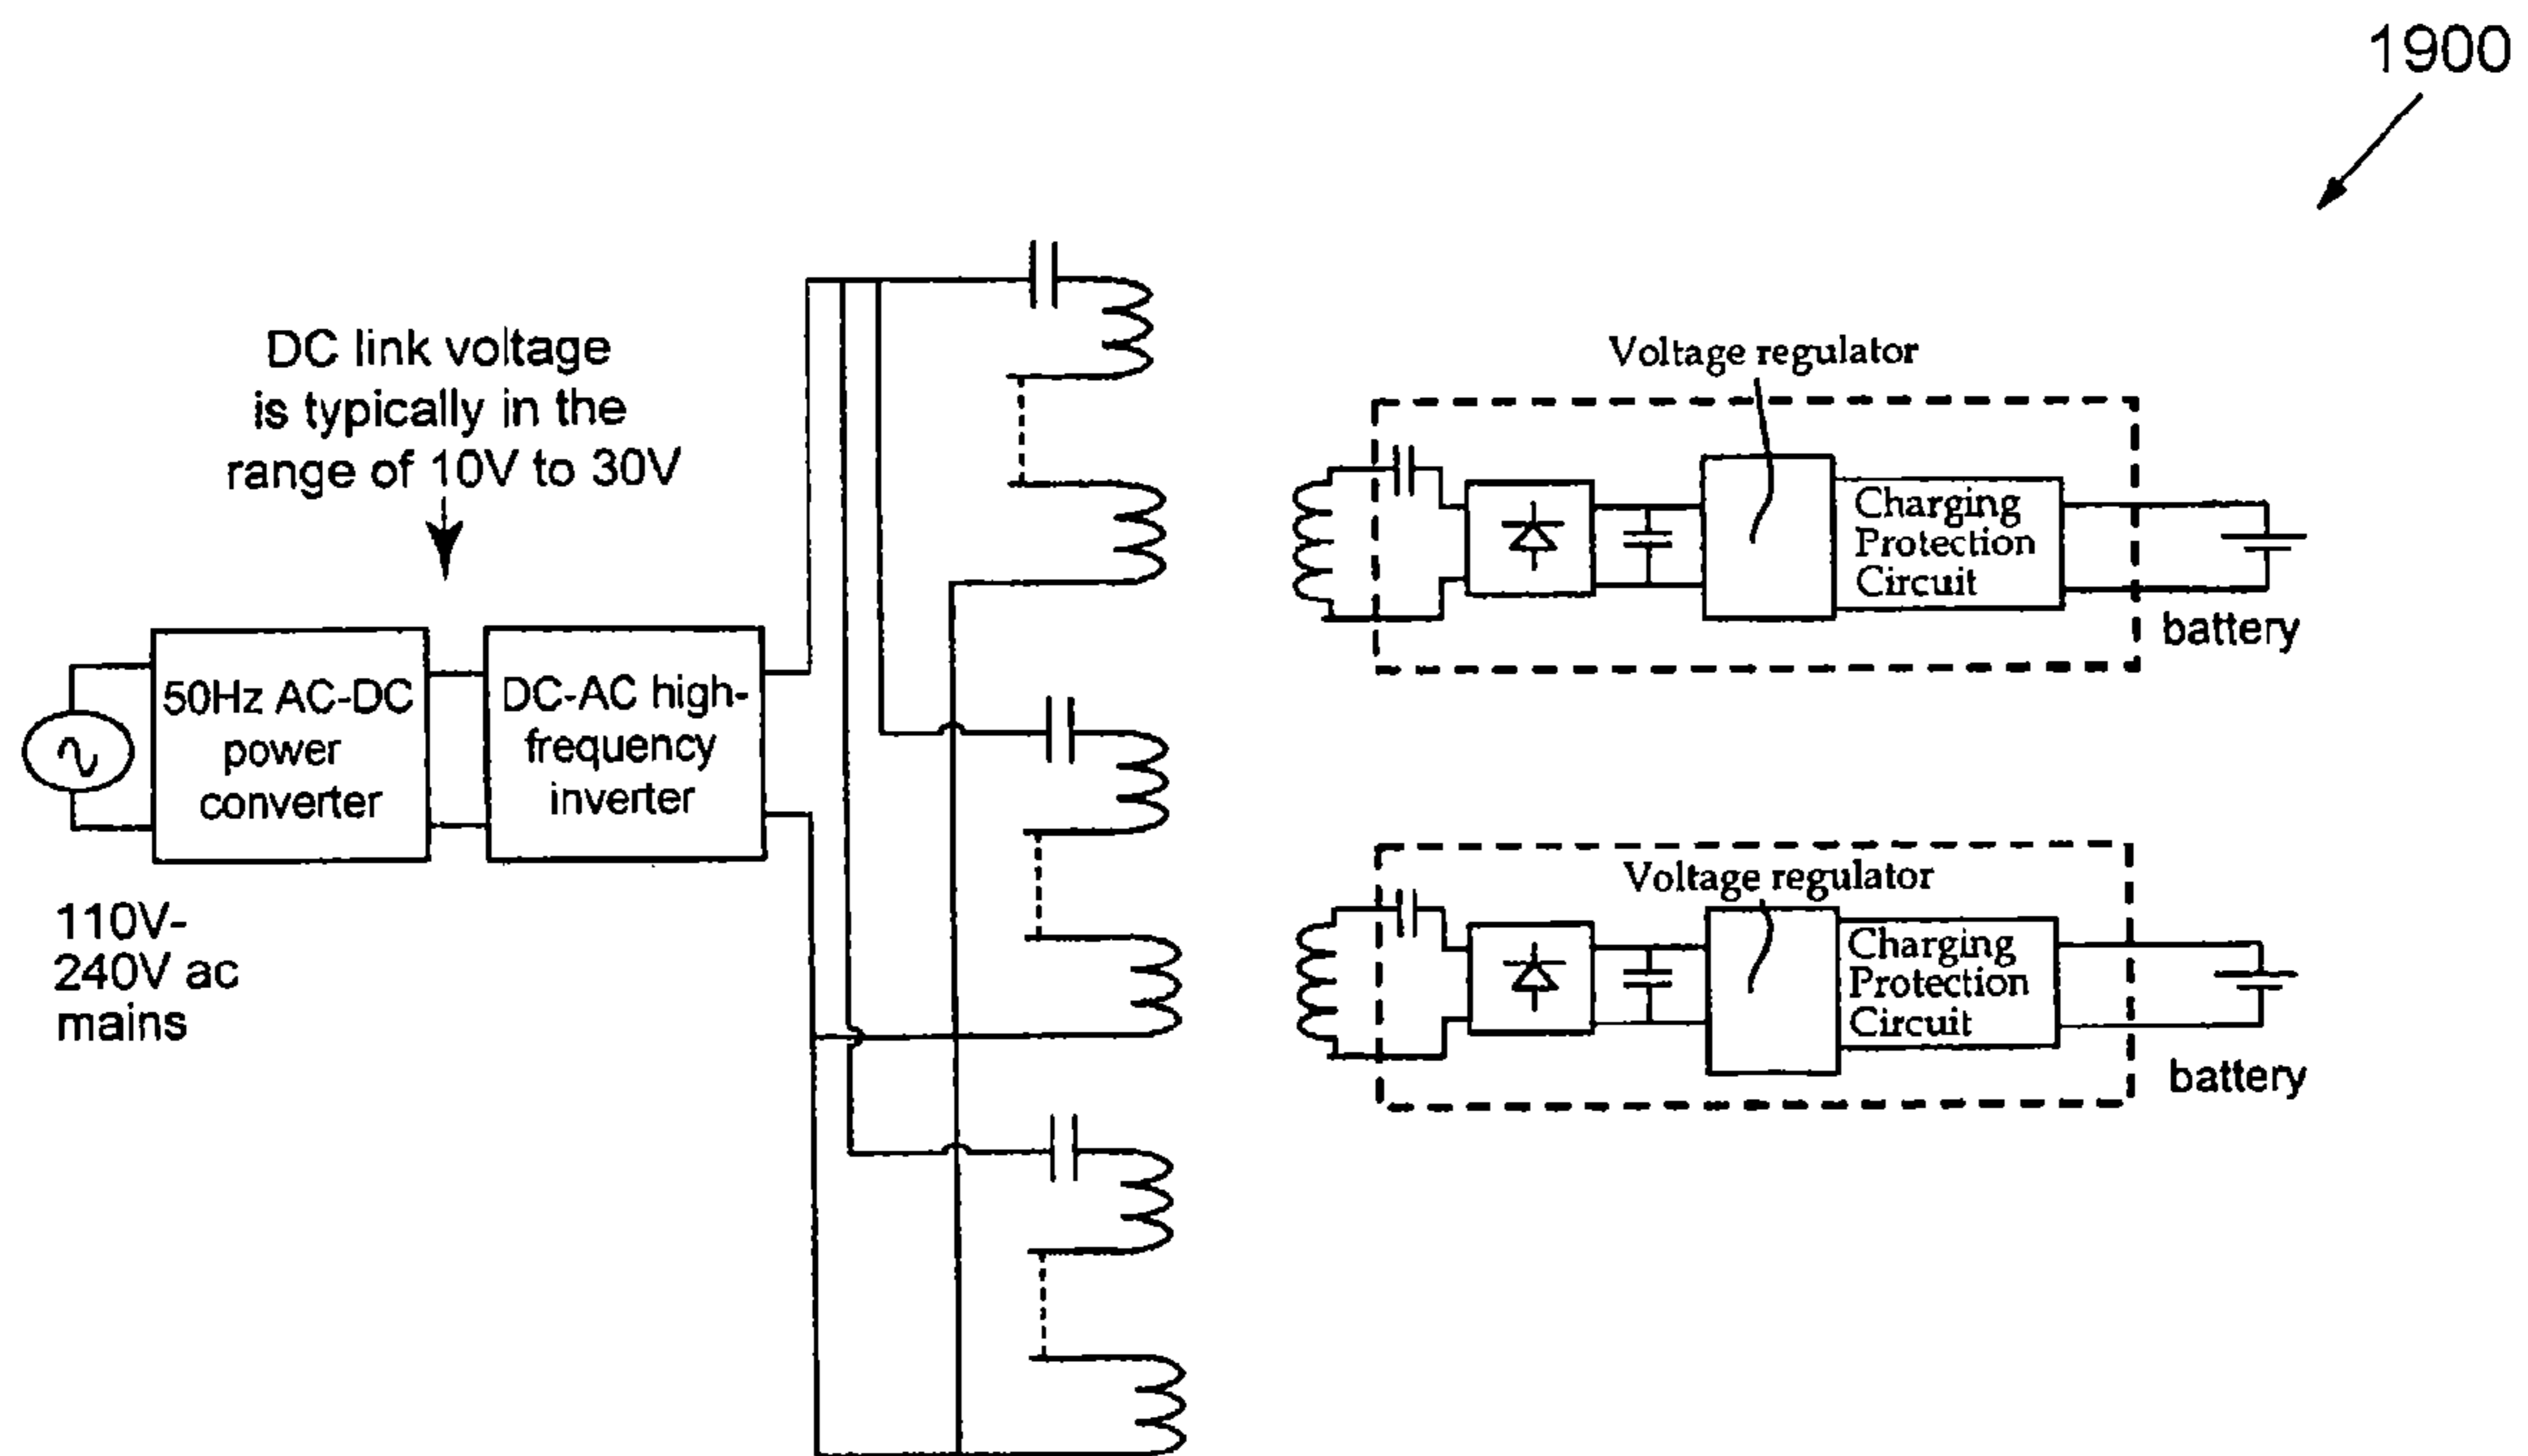 1900
DC link voltage
is typically in the
range of 10V to 30V
50Hz AC-DC
power
converter
DC-AC high-
frequency
inverter
110V-
240V ac
mains
Voltage regulator
Charging
Protection
Circuit
battery
Voltage regulator
Charging
Protection
Circuit
battery